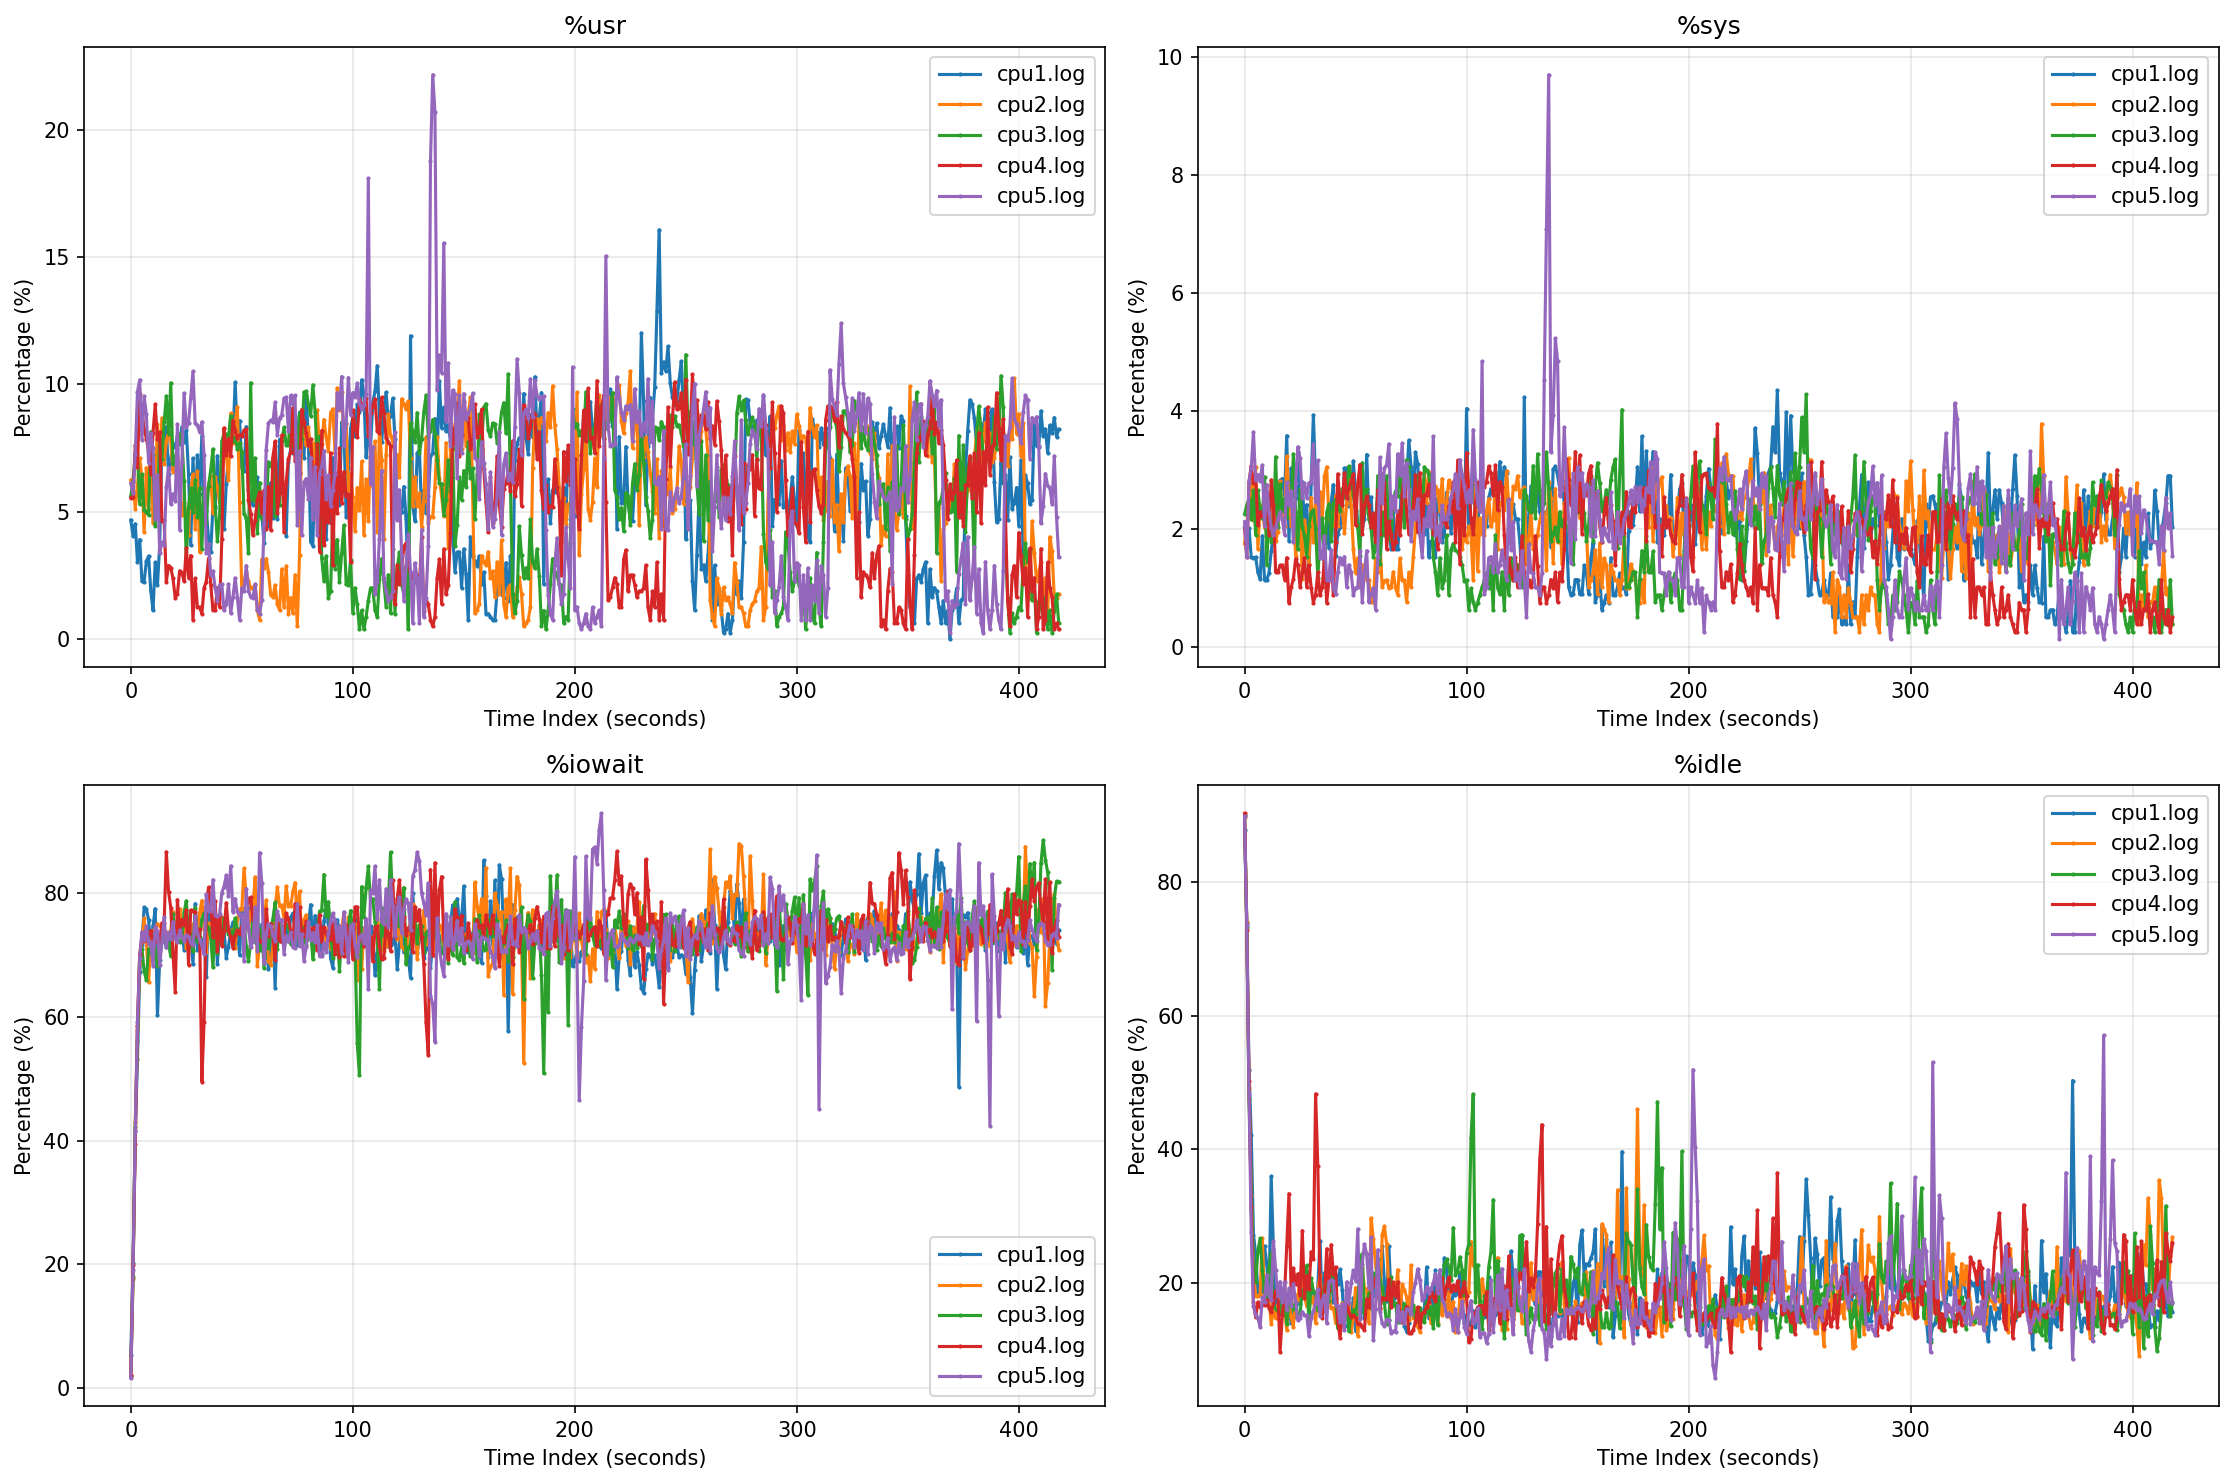 %usr
Percentage (%)
20
15
10
5
0
0 100 200 300 400
Time Index (seconds)
cpu1.log
cpu2.log
cpu3.log
cpu4.log
cpu5.log
%sys
Percentage (%)
10
8
6
4
2
0
0 100 200 300 400
Time Index (seconds)
cpu1.log
cpu2.log
cpu3.log
cpu4.log
cpu5.log
%iowait
Percentage (%)
80
60
40
20
0
0 100 200 300 400
Time Index (seconds)
cpu1.log
cpu2.log
cpu3.log
cpu4.log
cpu5.log
%idle
Percentage (%)
80
60
40
20
0 100 200 300 400
Time Index (seconds)
cpu1.log
cpu2.log
cpu3.log
cpu4.log
cpu5.log